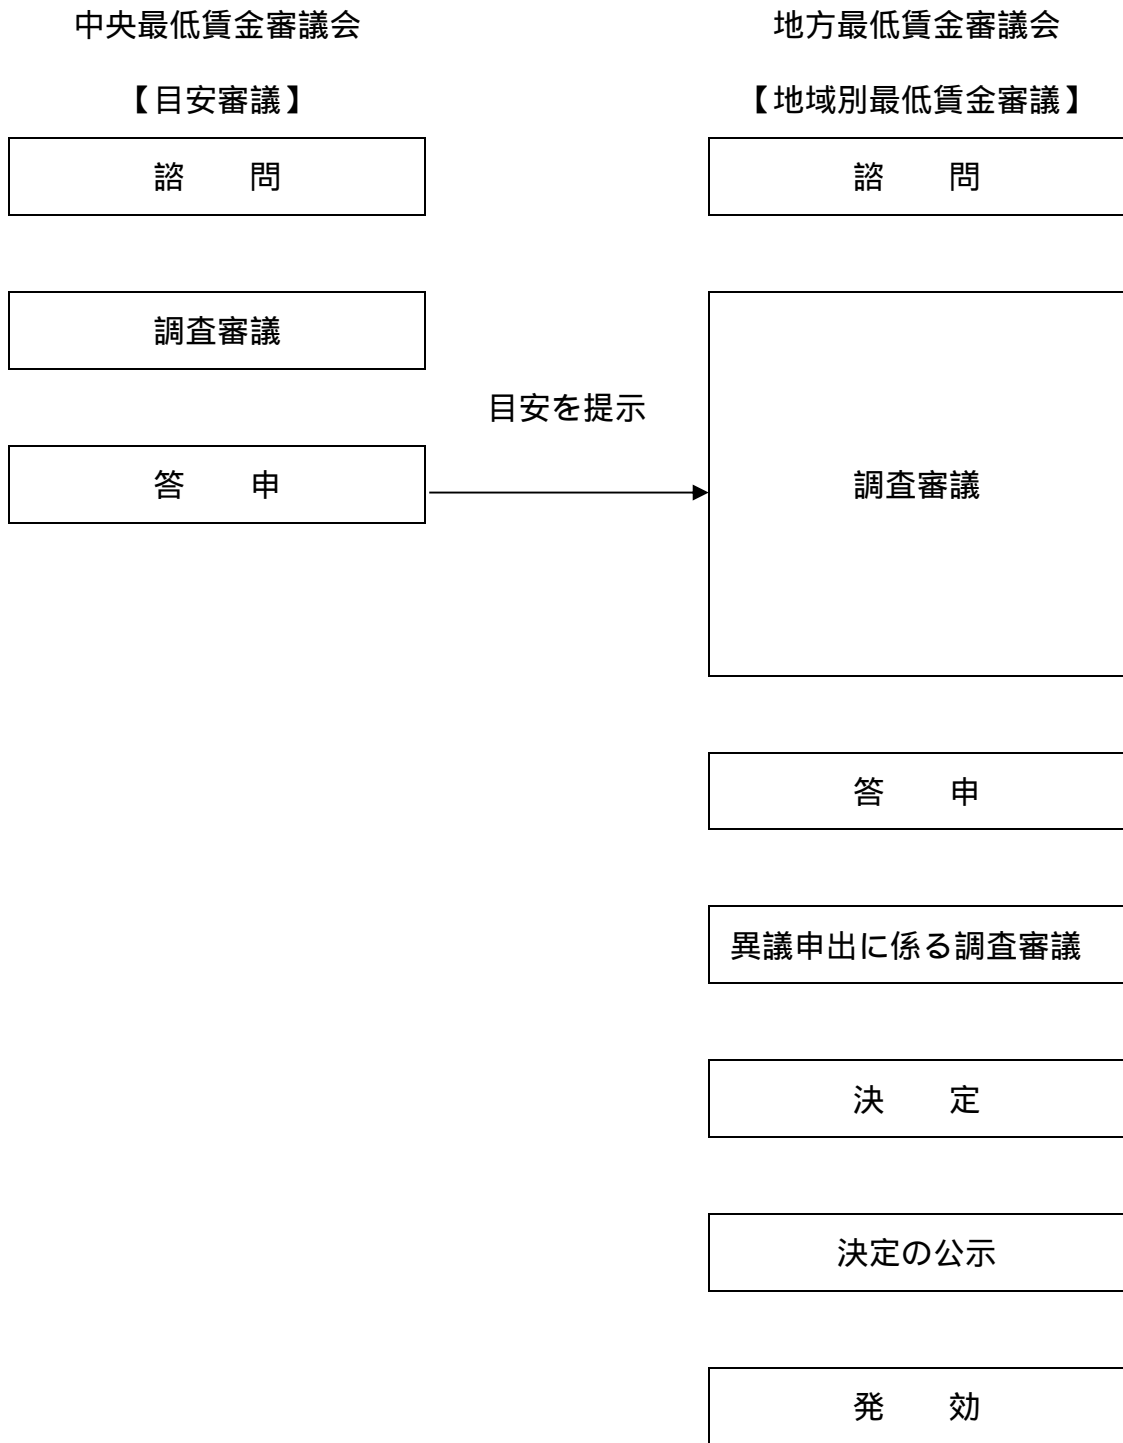 中央最低賃金審議会
【目安審議】
諮　　問
調査審議
答　　申
目安を提示
地方最低賃金審議会
【地域別最低賃金審議】
諮　　問
調査審議
答　　申
異議申出に係る調査審議
決　　定
決定の公示
発　　効